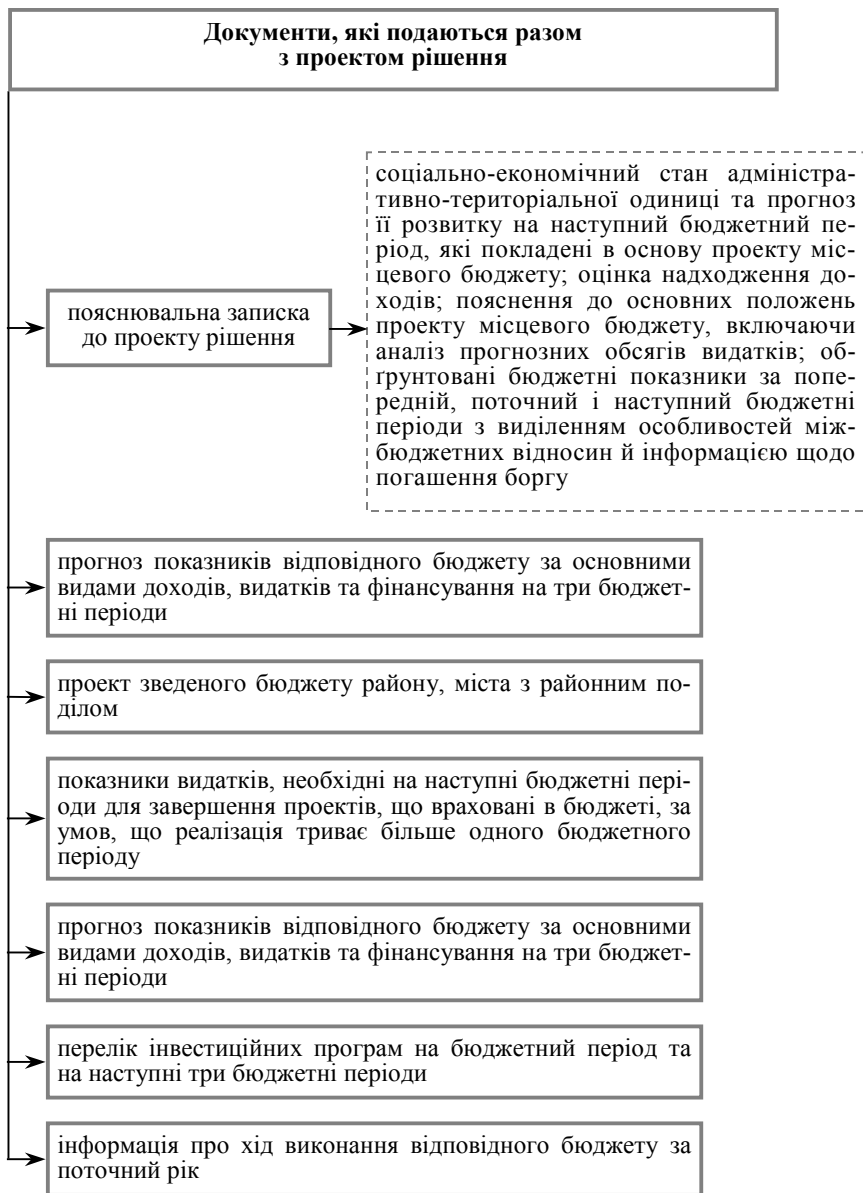 Документи, які подаються разом
з проектом рішення
соціально-економічний стан адміністра-
тивно-територіальної одиниці та прогноз
її розвитку на наступний бюджетний пе-
ріод, які покладені в основу проекту міс-
цевого бюджету; оцінка надходження до-
ходів; пояснення до основних положень
проекту місцевого бюджету, включаючи
аналіз прогнозних обсягів видатків; об-
ґрунтовані бюджетні показники за попе-
редній, поточний і наступний бюджетні
періоди з виділенням особливостей між-
бюджетних відносин й інформацією щодо
погашення боргу
пояснювальна записка
до проекту рішення
прогноз показників відповідного бюджету за основними
видами доходів, видатків та фінансування на три бюджет-
ні періоди
проект зведеного бюджету району, міста з районним по-
ділом
показники видатків, необхідні на наступні бюджетні пері-
оди для завершення проектів, що враховані в бюджеті, за
умов, що реалізація триває більше одного бюджетного
періоду
прогноз показників відповідного бюджету за основними
видами доходів, видатків та фінансування на три бюджет-
ні періоди
перелік інвестиційних програм на бюджетний період та
на наступні три бюджетні періоди
інформація про хід виконання відповідного бюджету за
поточний рік